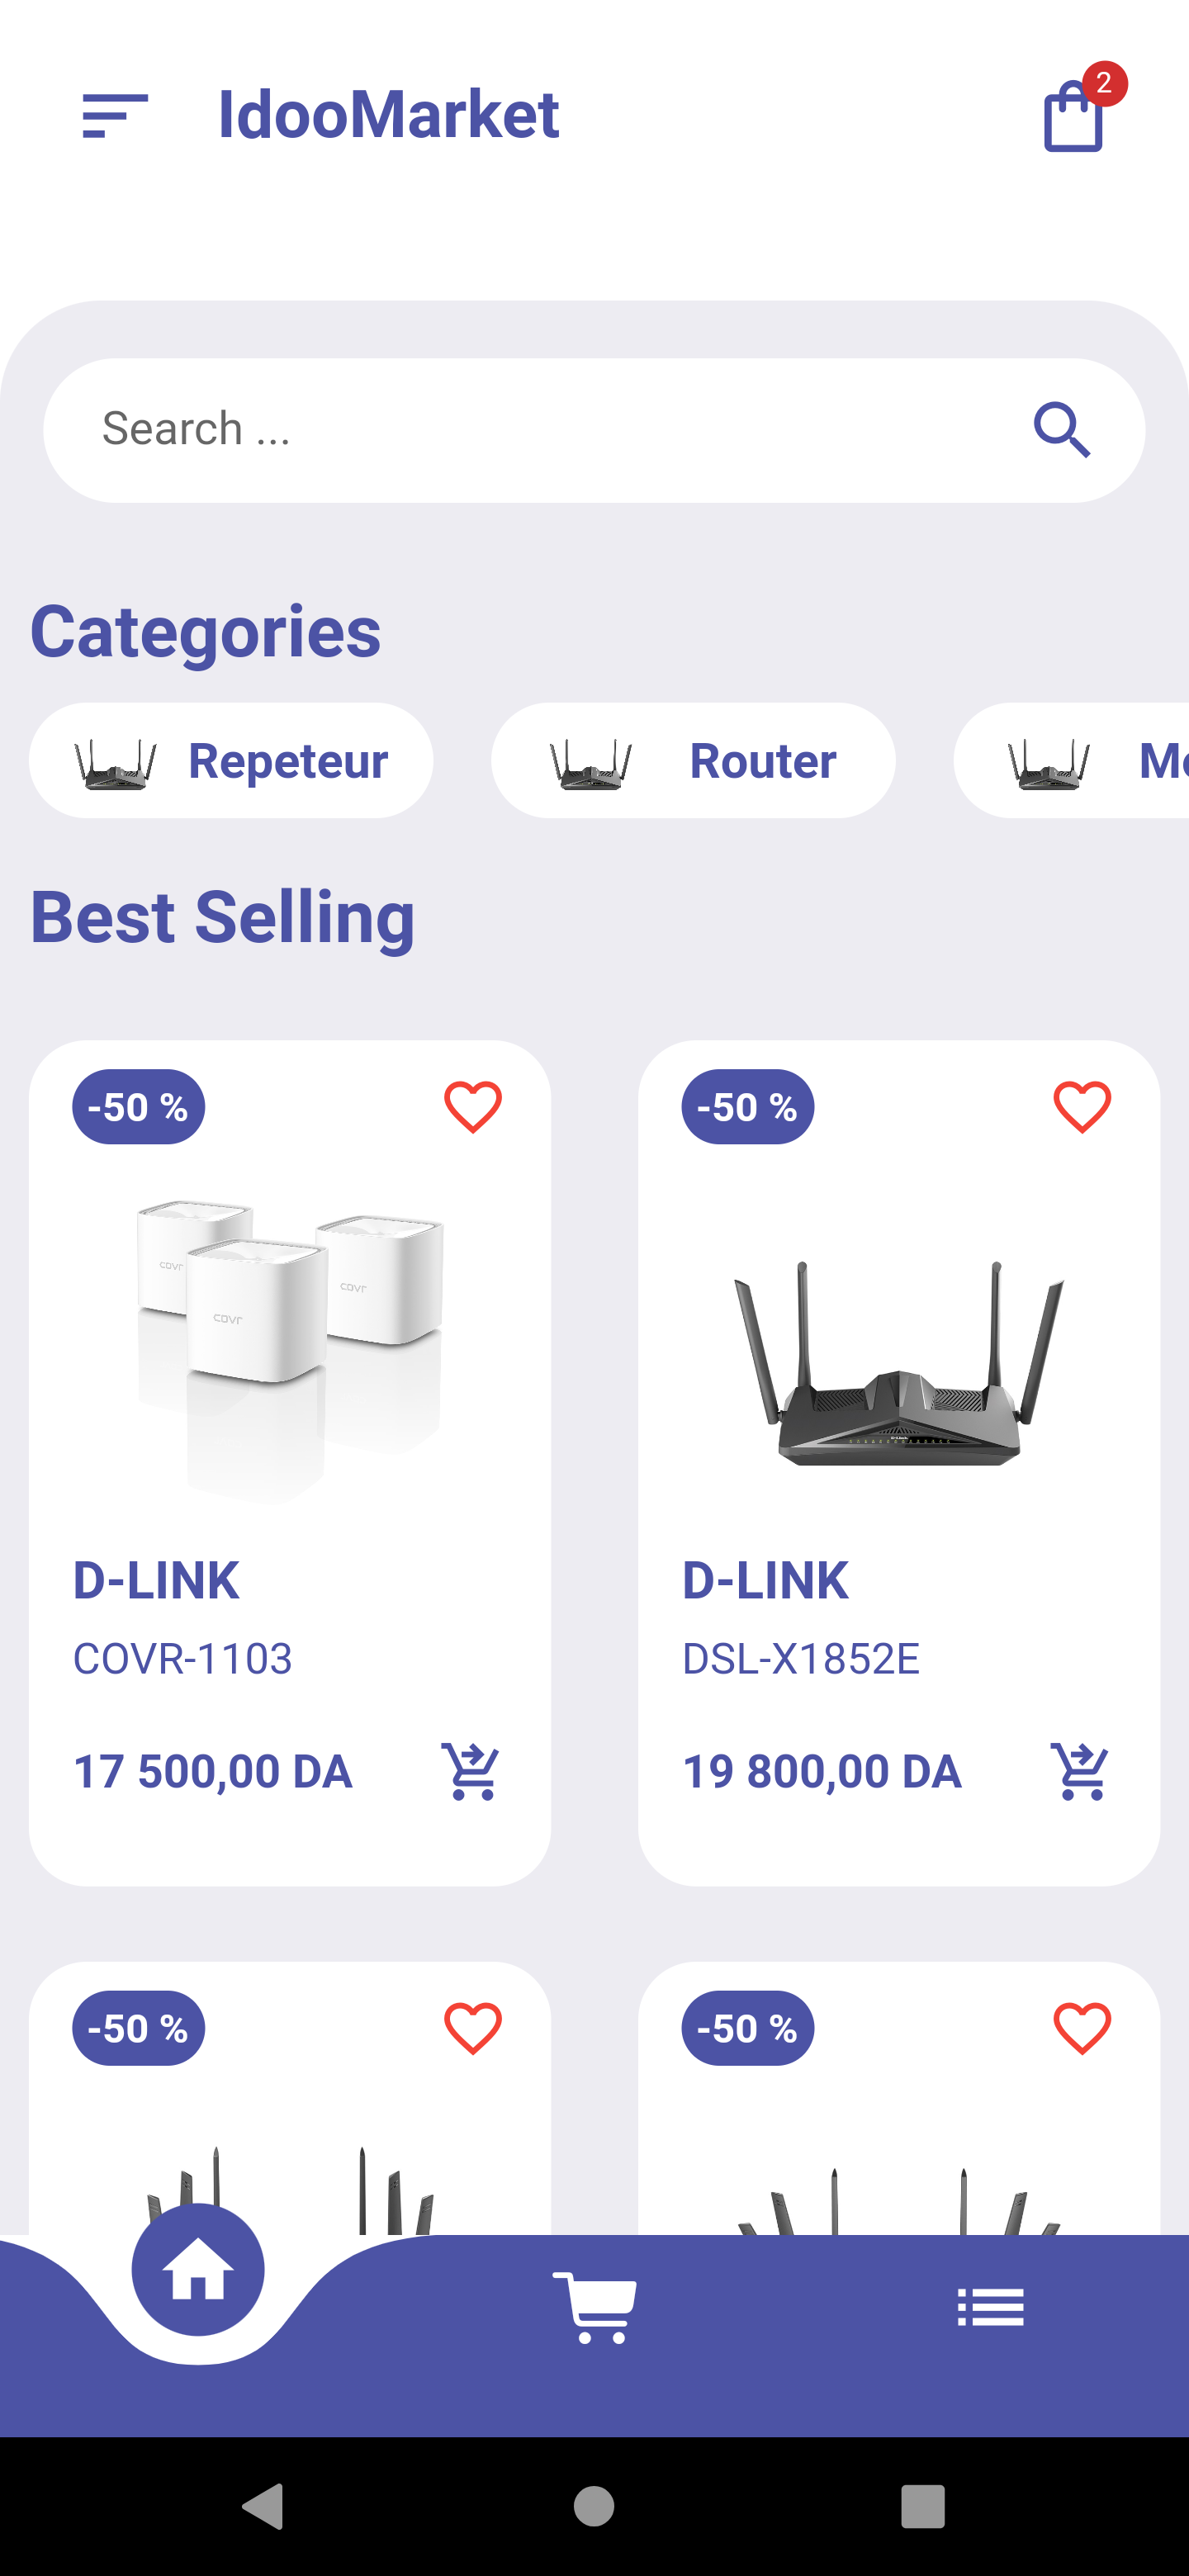 IdooMarket
2
Search ...
Categories
Repeteur
Router
Best Selling
-50 %
-50 %
covr
covr
covr
D-LINK
D-LINK
COVR-1103
DSL-X1852E
17 500,00 DA
19 800,00 DA
-50 %
-50 %